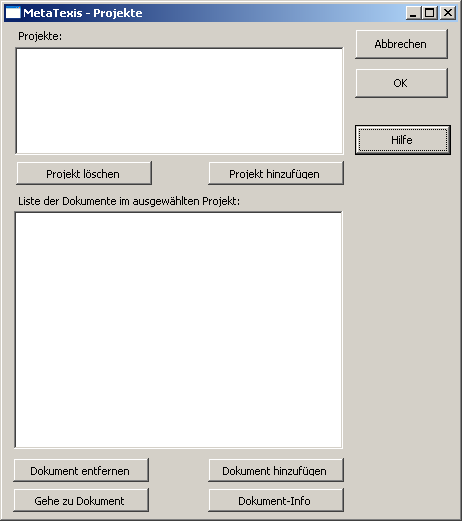 MetaTexis - Projekte
Projekte:
Abbrechen
OK
Hilfe
Projekt löschen
Projekt hinzufügen
Liste der Dokumente im ausgewählten Projekt:
Dokument entfernen
Dokument hinzufügen
Gehe zu Dokument
Dokument-Info